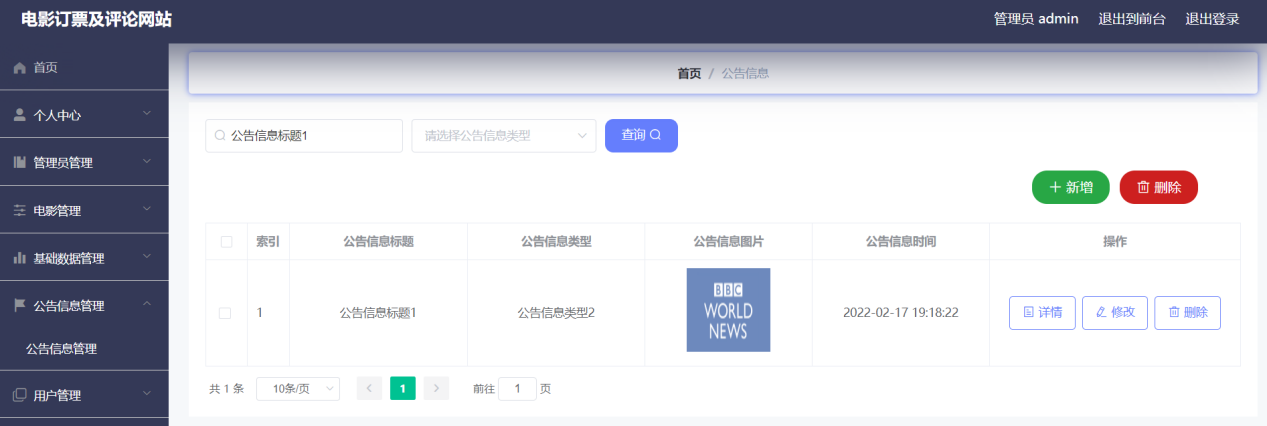 电影订票及评论网站
管理员 admin 退出到前台 退出登录
首页
个人中心
管理员管理
电影管理
基础数据管理
公告信息管理
公告信息管理
用户管理
首页 / 公告信息
公告信息标题1 请选择公告信息类型 查询
新增 删除
索引 公告信息标题 公告信息类型 公告信息图片 公告信息时间 操作
1 公告信息标题1 公告信息类型2 BBC WORLD NEWS 2022-02-17 19:18:22 详情 修改 删除
共 1 条 10条/页 < 1 > 前往 1 页